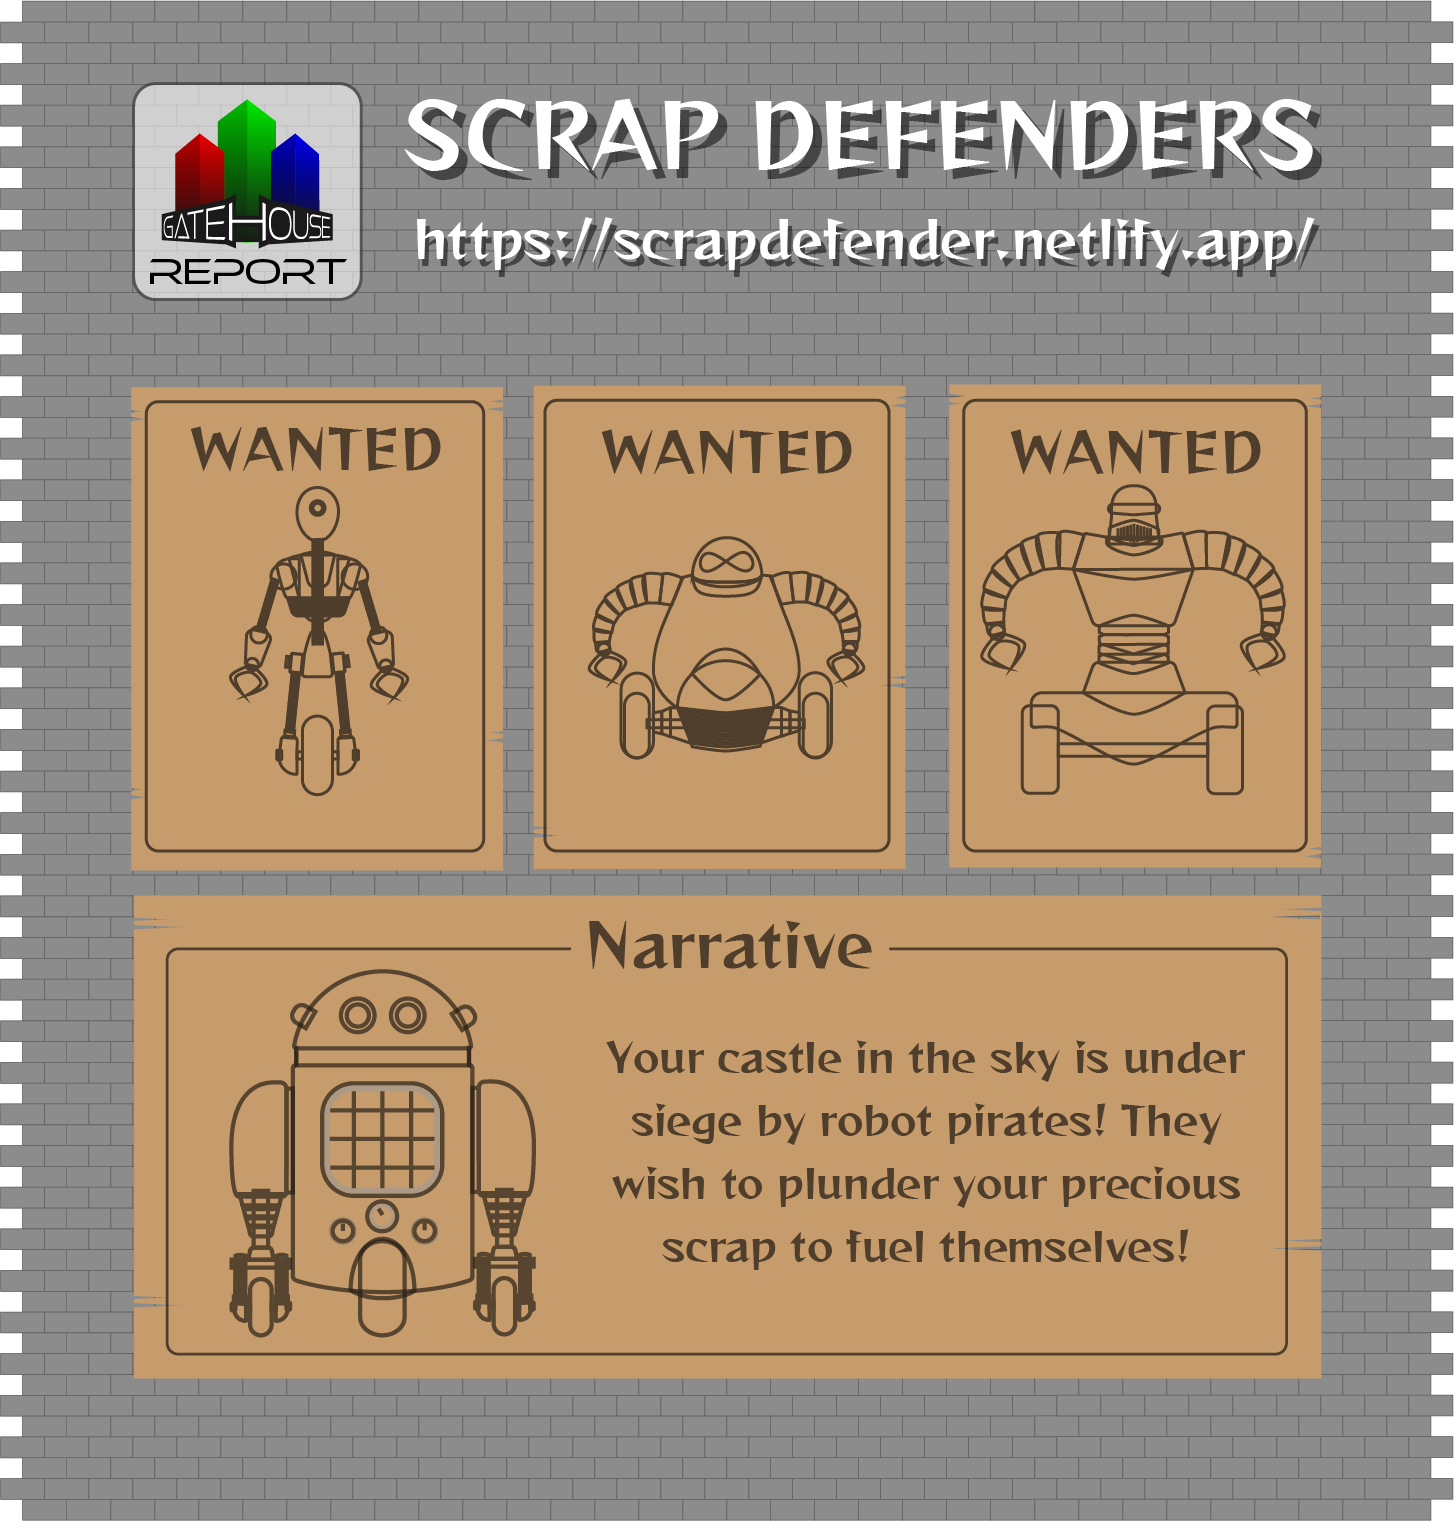 GATEHOUSE
REPORT
SCRAP DEFENDERS
https://scrapdefender.netlify.app/
WANTED
WANTED
WANTED
Narrative
Your castle in the sky is under
siege by robot pirates! They
wish to plunder your precious
scrap to fuel themselves!